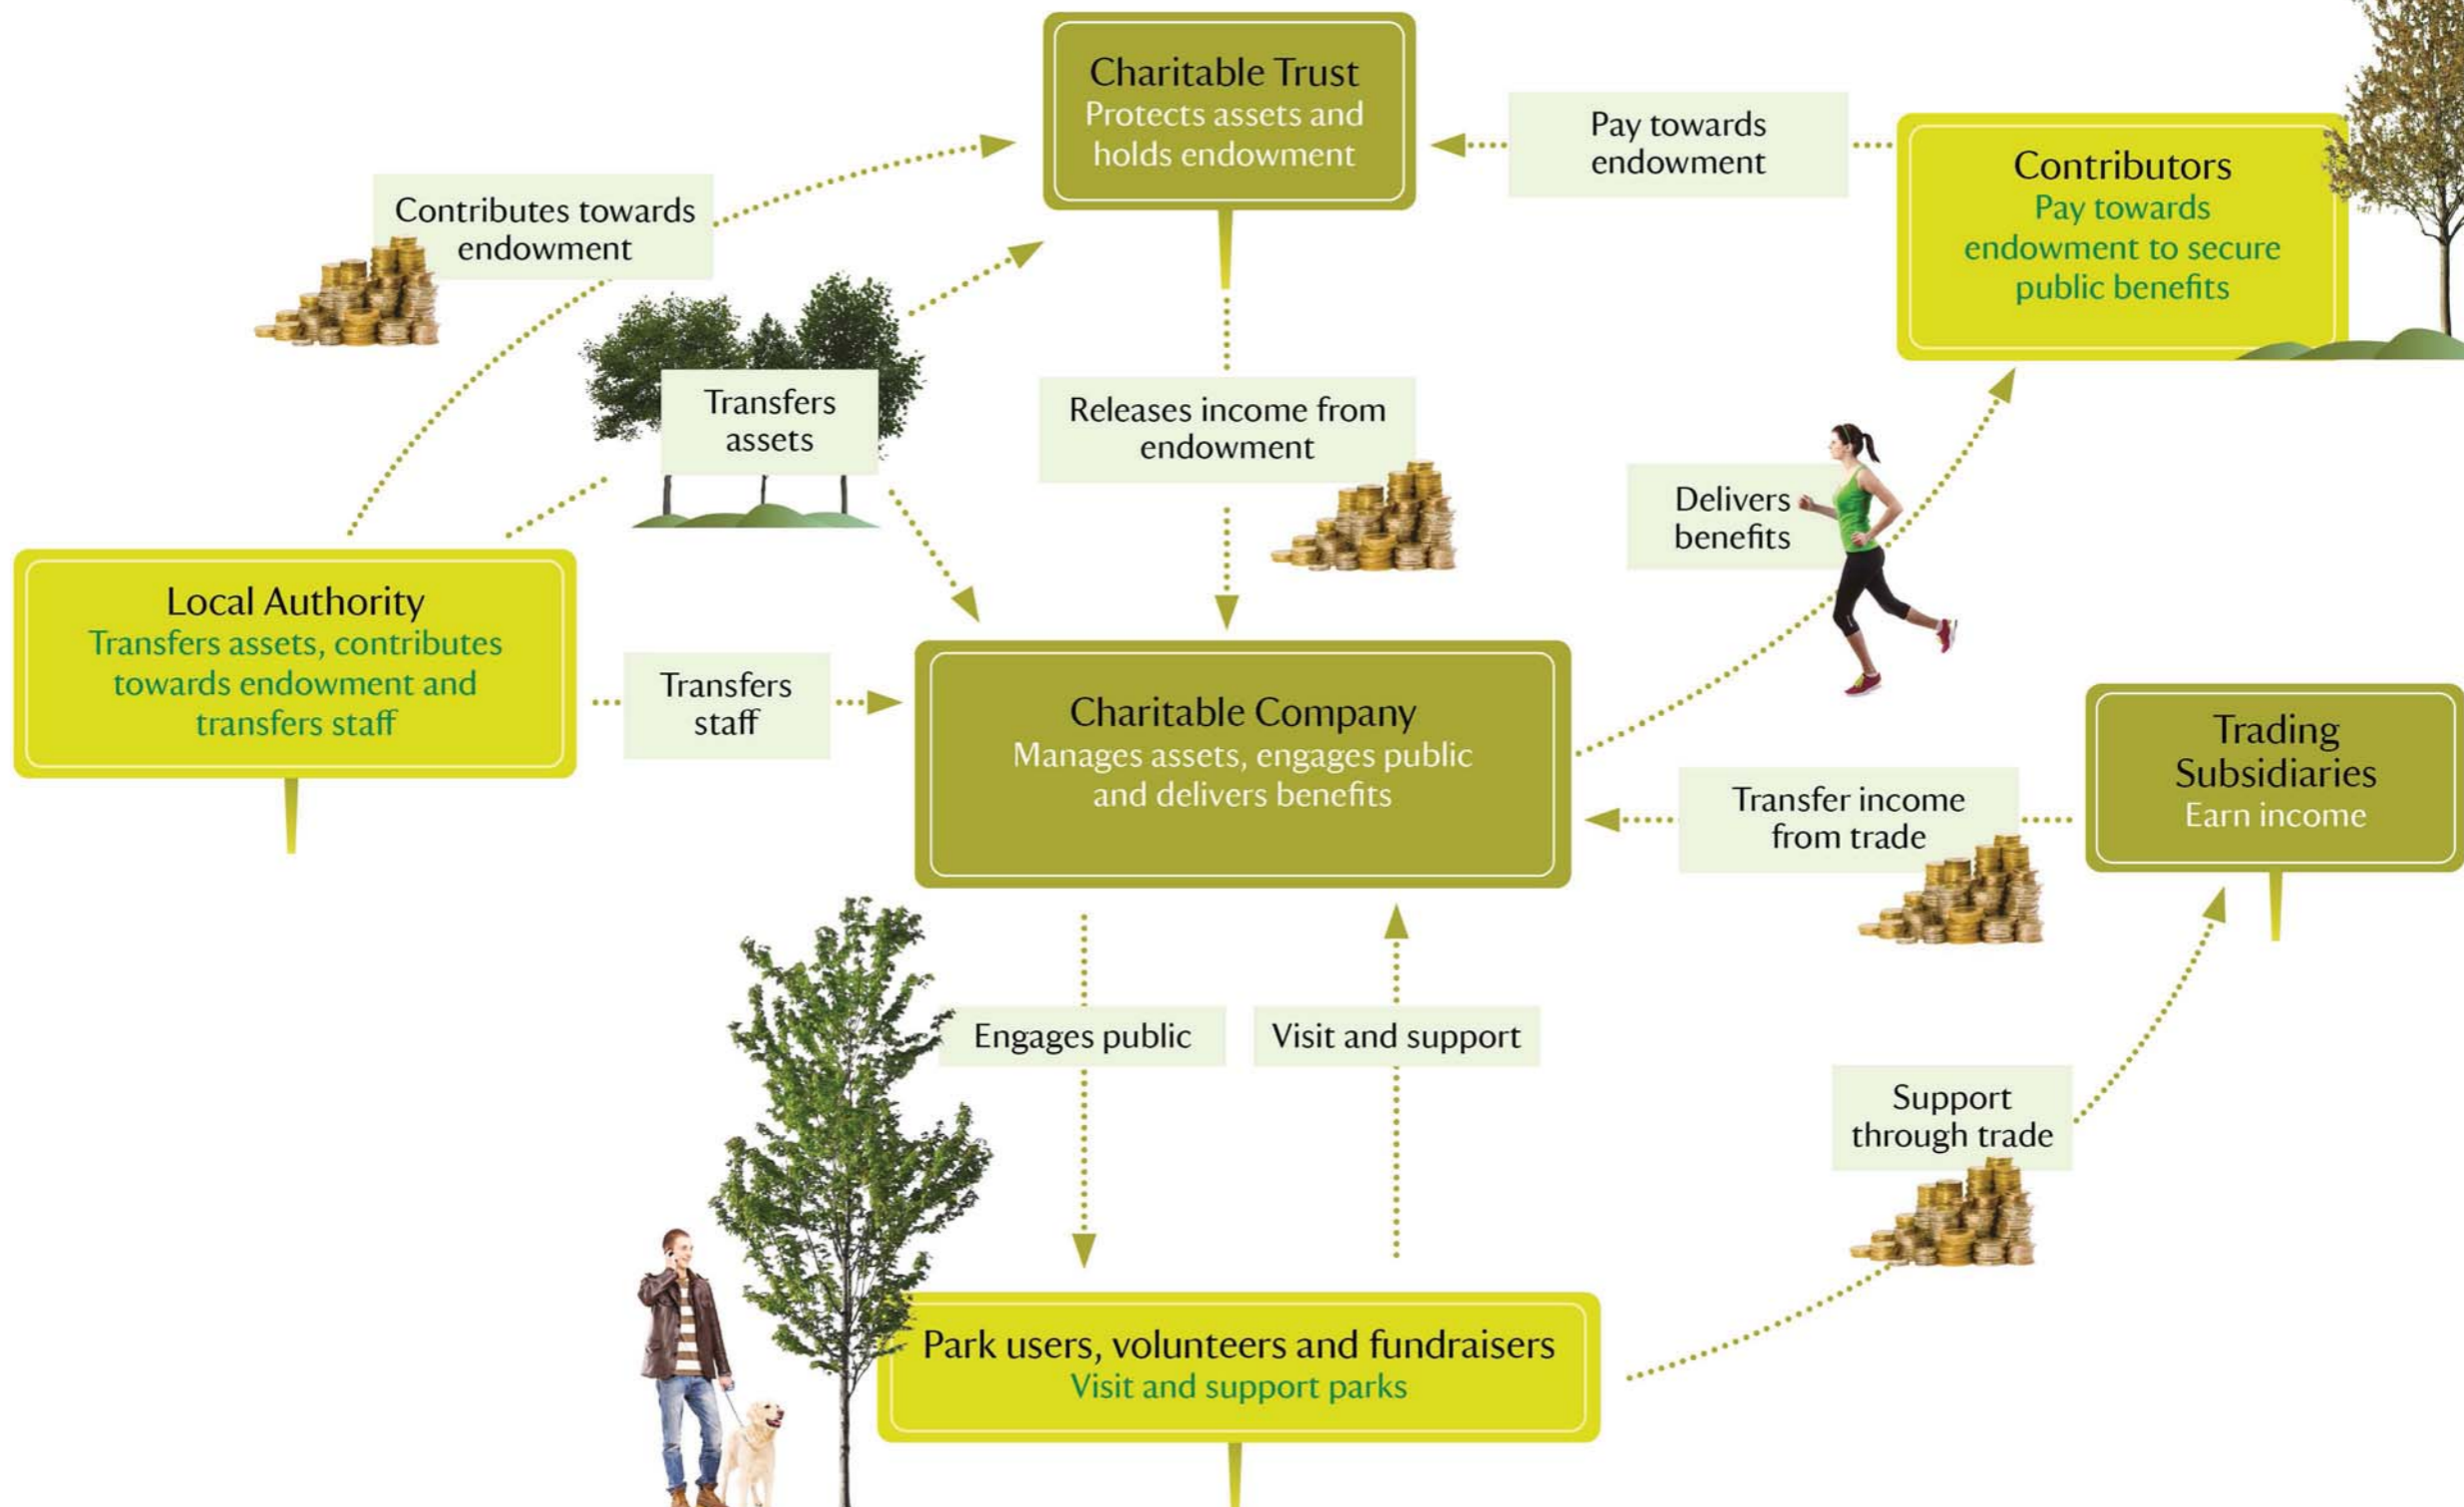 Charitable Trust
Protects assets and
holds endowment
Pay towards
endowment
Contributors
Pay towards
endowment to secure
public benefits
Contributes towards
endowment
Transfers
assets
Releases income from
endowment
Delivers
benefits
Local Authority
Transfers assets, contributes
towards endowment and
transfers staff
Transfers
staff
Charitable Company
Manages assets, engages public
and delivers benefits
Transfer income
from trade
Trading
Subsidiaries
Earn income
Engages public
Visit and support
Support
through trade
Park users, volunteers and fundraisers
Visit and support parks